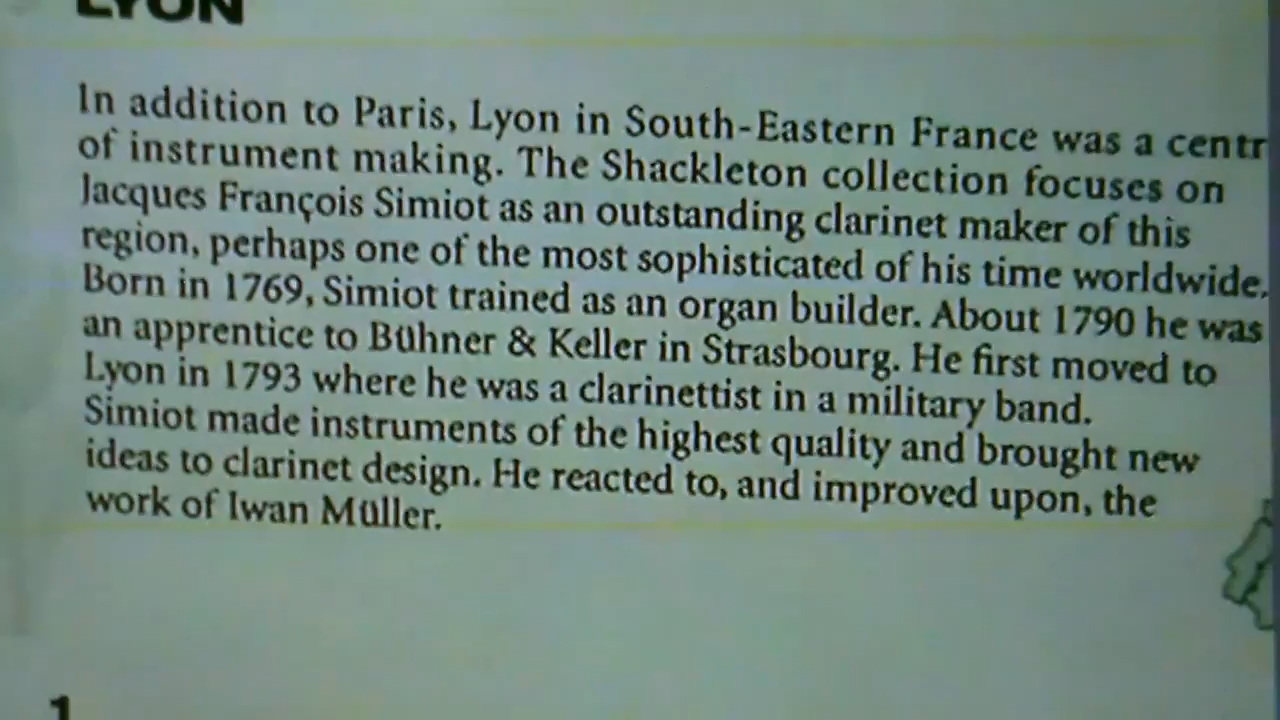 LYON
In addition to Paris, Lyon in South-Eastern France was a centr
of instrument making. The Shackleton collection focuses on
Jacques François Simiot as an outstanding clarinet maker of this
region, perhaps one of the most sophisticated of his time worldwide.
Born in 1769, Simiot trained as an organ builder. About 1790 he was
an apprentice to Bühner & Keller in Strasbourg. He first moved to
Lyon in 1793 where he was a clarinettist in a military band.
Simiot made instruments of the highest quality and brought new
ideas to clarinet design. He reacted to, and improved upon, the
work of Iwan Müller.
1